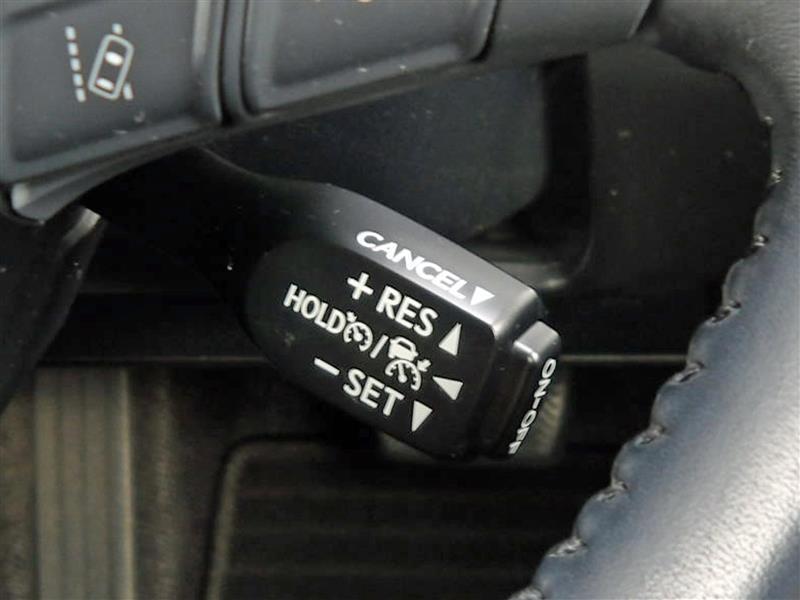 CANCEL▼
+RES▲
HOLD /
−SET▼
ON-OFF